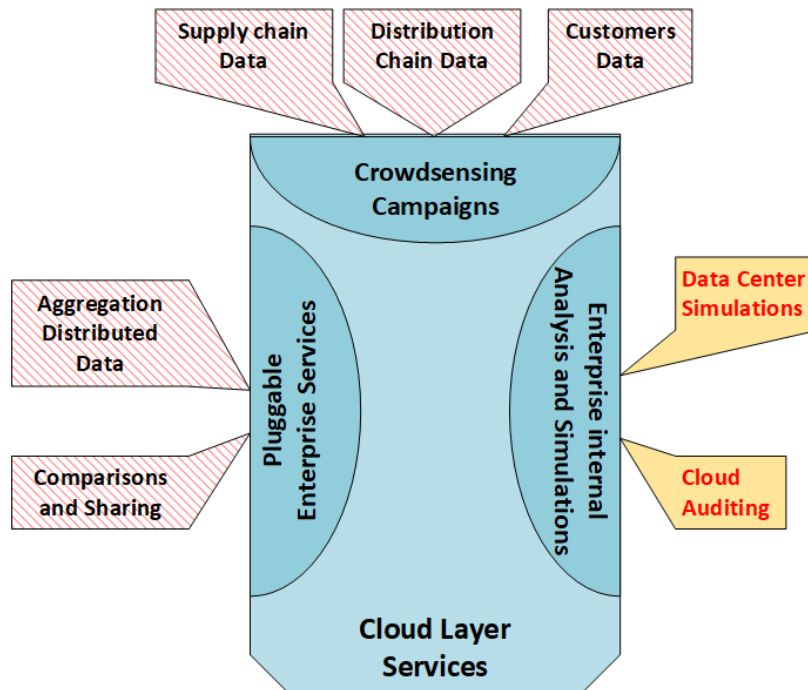 Supply chain
Data
Distribution
Chain Data
Customers
Data
Crowdsensing
Campaigns
Aggregation
Distributed
Data
Comparisons
and Sharing
Pluggable
Enterprise Services
Enterprise internal
Analysis and Simulations
Data Center
Simulations
Cloud
Auditing
Cloud Layer
Services